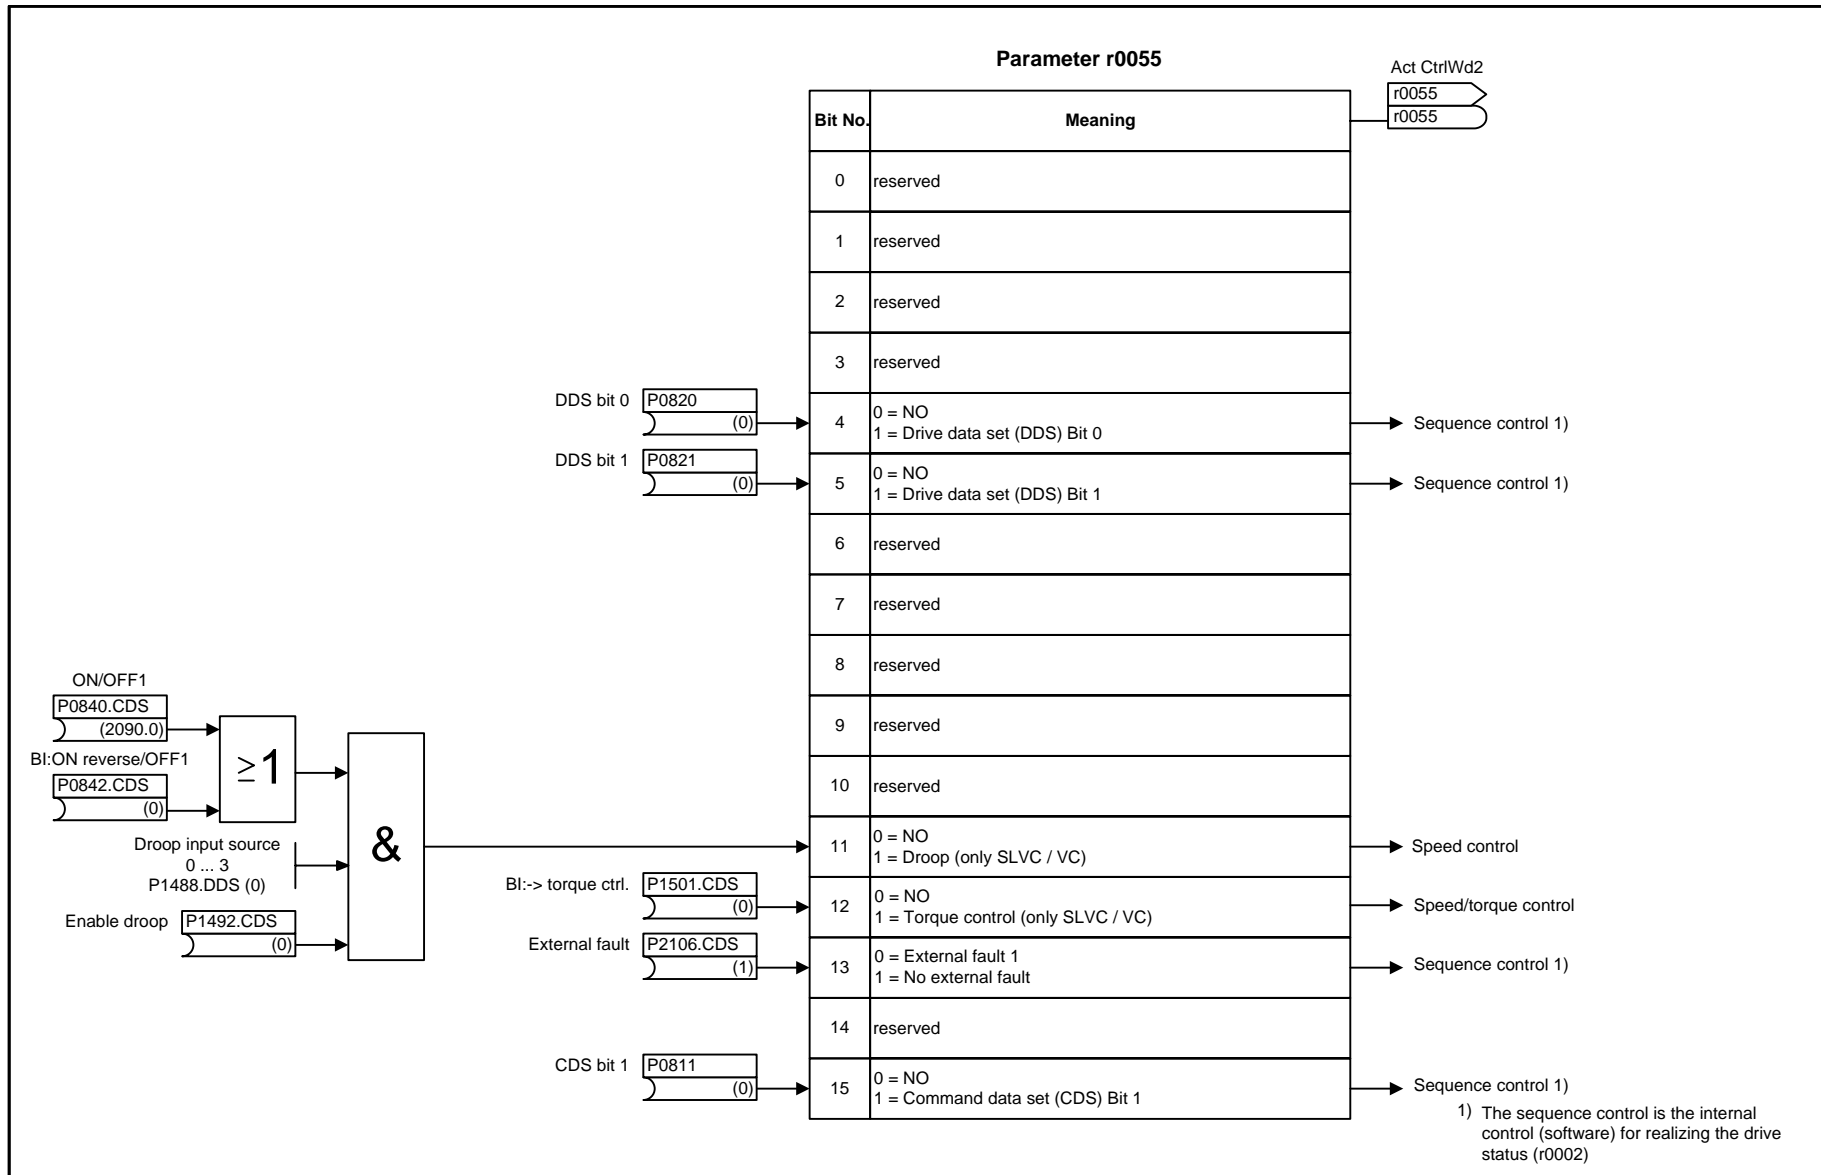 Parameter r0055
Act CtrlWd2
r0055
r0055
Bit No. Meaning
0 reserved
1 reserved
2 reserved
3 reserved
DDS bit 0 P0820
(0)
4 0 = NO
1 = Drive data set (DDS) Bit 0
Sequence control 1)
DDS bit 1 P0821
(0)
5 0 = NO
1 = Drive data set (DDS) Bit 1
Sequence control 1)
6 reserved
7 reserved
8 reserved
9 reserved
10 reserved
ON/OFF1
P0840.CDS
(2090.0)
BI:ON reverse/OFF1
P0842.CDS
(0)
≥1
&
Droop input source
0 ... 3
P1488.DDS (0)
Enable droop P1492.CDS
(0)
11 0 = NO
1 = Droop (only SLVC / VC)
Speed control
BI:-> torque ctrl. P1501.CDS
(0)
12 0 = NO
1 = Torque control (only SLVC / VC)
Speed/torque control
External fault P2106.CDS
(1)
13 0 = External fault 1
1 = No external fault
Sequence control 1)
14 reserved
CDS bit 1 P0811
(0)
15 0 = NO
1 = Command data set (CDS) Bit 1
Sequence control 1)
1) The sequence control is the internal
control (software) for realizing the drive
status (r0002)